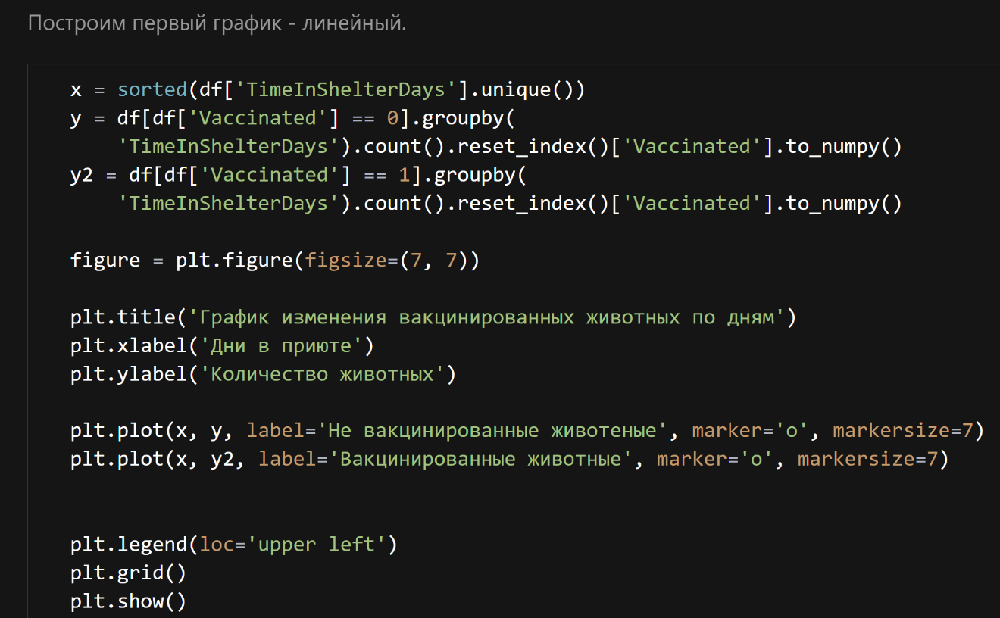 Построим первый график - линейный.
x = sorted(df['TimeInShelterDays'].unique())
y = df[df['Vaccinated'] == 0].groupby(
    'TimeInShelterDays').count().reset_index()['Vaccinated'].to_numpy()
y2 = df[df['Vaccinated'] == 1].groupby(
    'TimeInShelterDays').count().reset_index()['Vaccinated'].to_numpy()
figure = plt.figure(figsize=(7, 7))
plt.title('График изменения вакцинированных животных по дням')
plt.xlabel('Дни в приюте')
plt.ylabel('Количество животных')
plt.plot(x, y, label='Не вакцинированные животеные', marker='o', markersize=7)
plt.plot(x, y2, label='Вакцинированные животные', marker='o', markersize=7)
plt.legend(loc='upper left')
plt.grid()
plt.show()